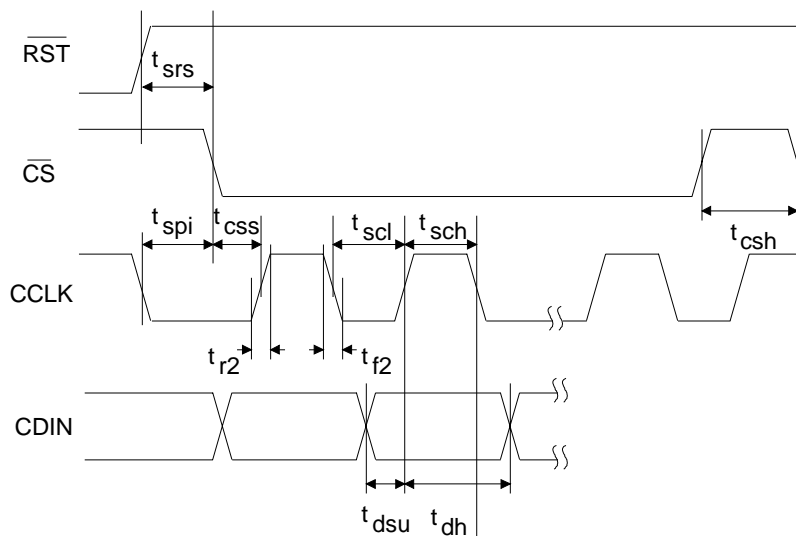 RST
t srs
CS
t spi
t css
t scl
t sch
t csh
CCLK
t r2
t f2
CDIN
t dsu
t dh